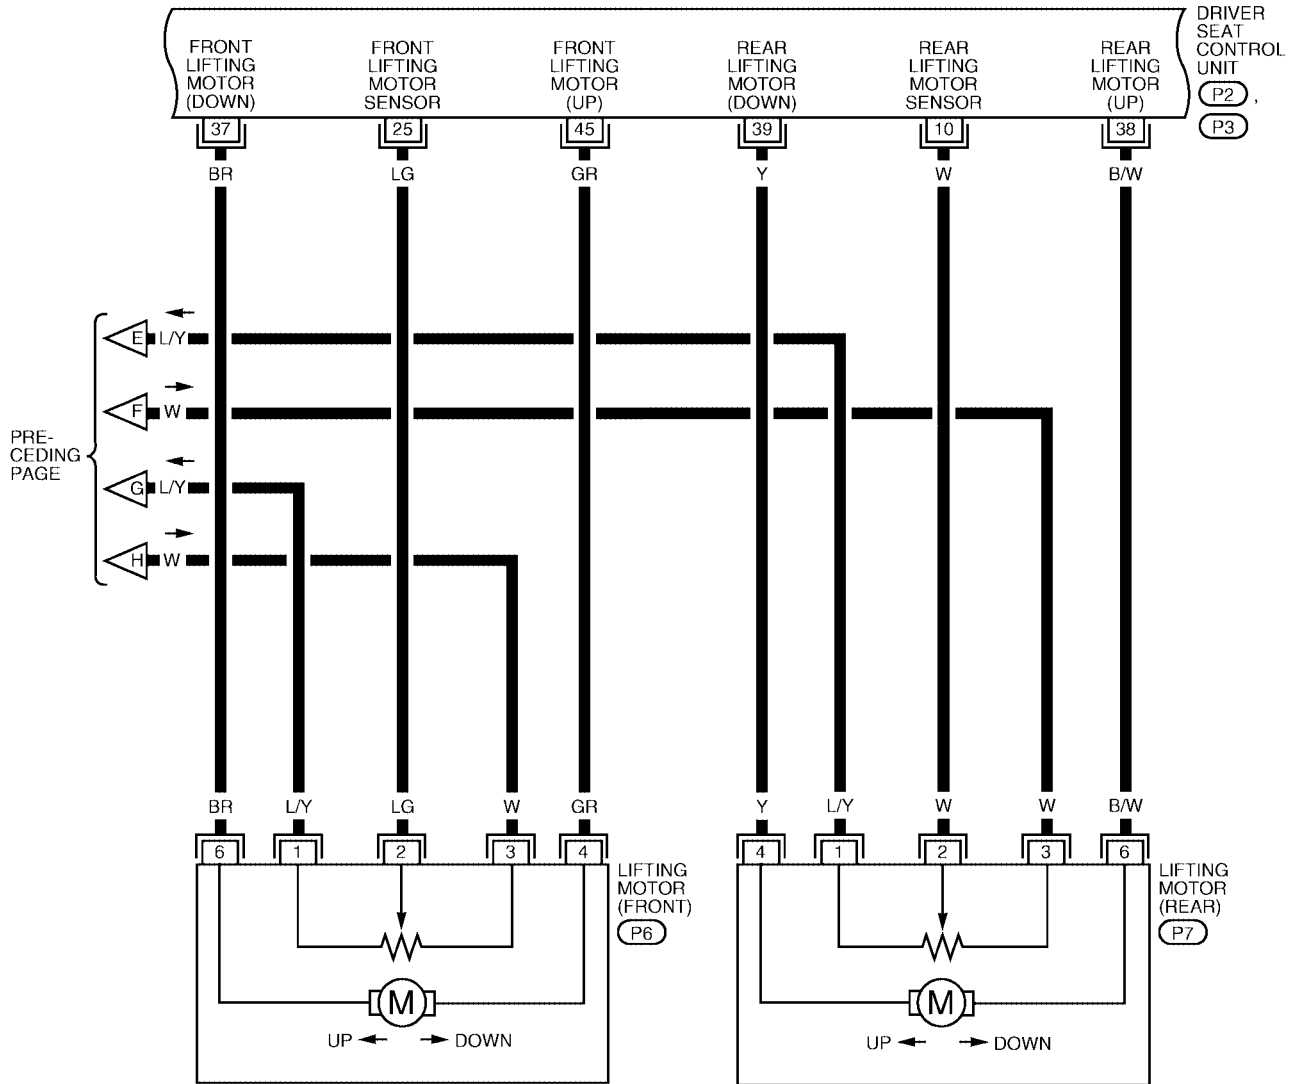 DRIVER
SEAT
CONTROL
UNIT
P2 ,
P3
FRONT
LIFTING
MOTOR
(DOWN)
FRONT
LIFTING
MOTOR
SENSOR
FRONT
LIFTING
MOTOR
(UP)
REAR
LIFTING
MOTOR
(DOWN)
REAR
LIFTING
MOTOR
SENSOR
REAR
LIFTING
MOTOR
(UP)
37 25 45 39 10 38
BR LG GR Y W B/W
E L/Y
F W
PRE-
CEDING
PAGE
G L/Y
H W
BR L/Y LG W GR Y L/Y W W B/W
6 1 2 3 4 4 1 2 3 6
LIFTING
MOTOR
(FRONT)
P6
LIFTING
MOTOR
(REAR)
P7
M M
UP DOWN UP DOWN